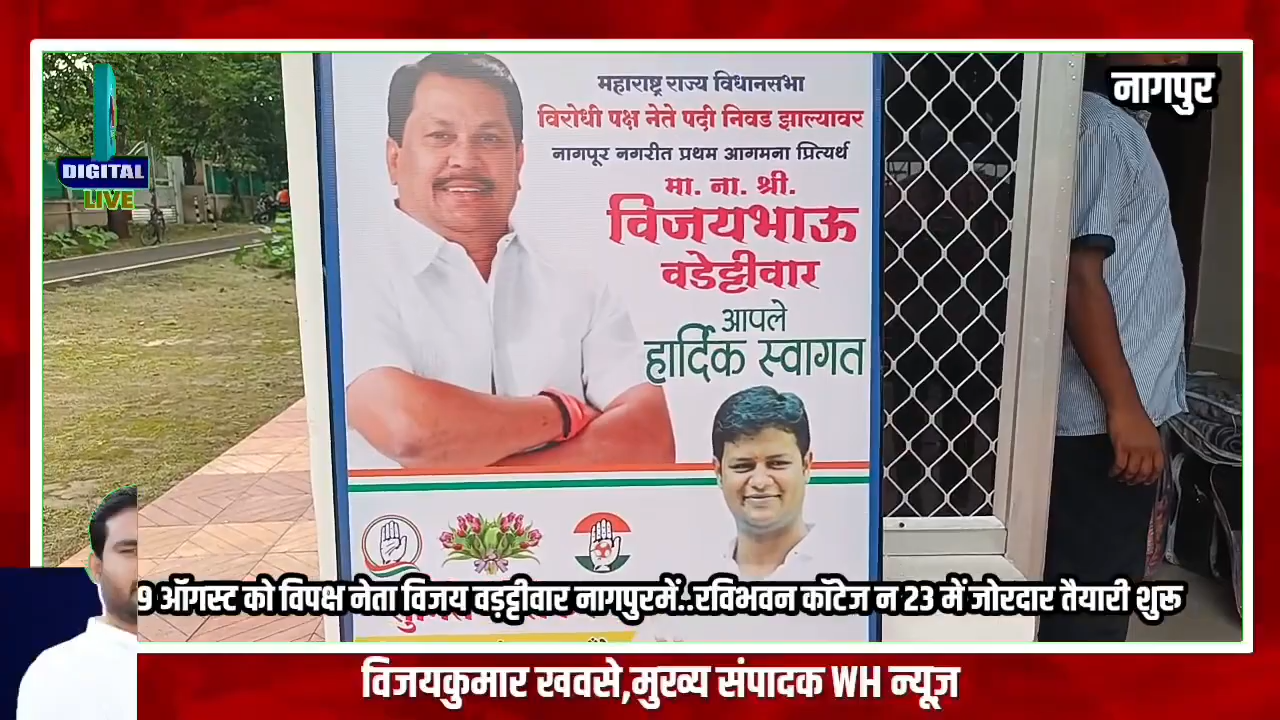 नागपुर
DIGITAL
LIVE
महाराष्ट्र राज्य विधानसभा
विरोधी पक्ष नेते पदी निवड झाल्यावर
नागपूर नगरीत प्रथम आगमना प्रित्यर्थ
मा. ना. श्री.
विजयभाऊ
वडेट्टीवार
आपले
हार्दिक स्वागत
9 ऑगस्ट को विपक्ष नेता विजय वड़ट्टीवार नागपुरमें..रविभवन कॉटेज न 23 में जोरदार तैयारी शुरू
विजयकुमार खवसे,मुख्य संपादक WH न्यूज